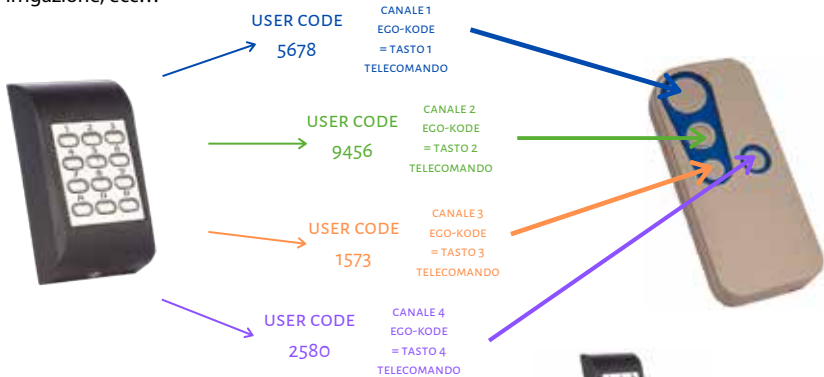 USER CODE
5678
CANALE 1
EGO-KODE
= TASTO 1
TELECOMANDO
USER CODE
9456
CANALE 2
EGO-KODE
= TASTO 2
TELECOMANDO
USER CODE
1573
CANALE 3
EGO-KODE
= TASTO 3
TELECOMANDO
USER CODE
2580
CANALE 4
EGO-KODE
= TASTO 4
TELECOMANDO